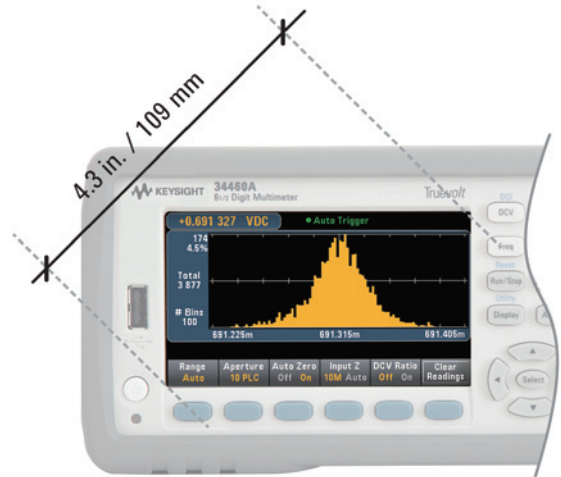 4.3 in. / 109 mm
KEYSIGHT 34460A
6 1/2 Digit Multimeter
Truevolt
+0.691 327 VDC
Auto Trigger
174
4.5%
Total
3 877
# Bins
100
691.225m 691.315m 691.405m
Range Aperture Auto Zero Input Z DCV Ratio Clear
Auto 10 PLC Off On 10M Auto Off On Readings
DCI
DCV
Freq
Reset
Run/Stop
Utility
Display
A
Select